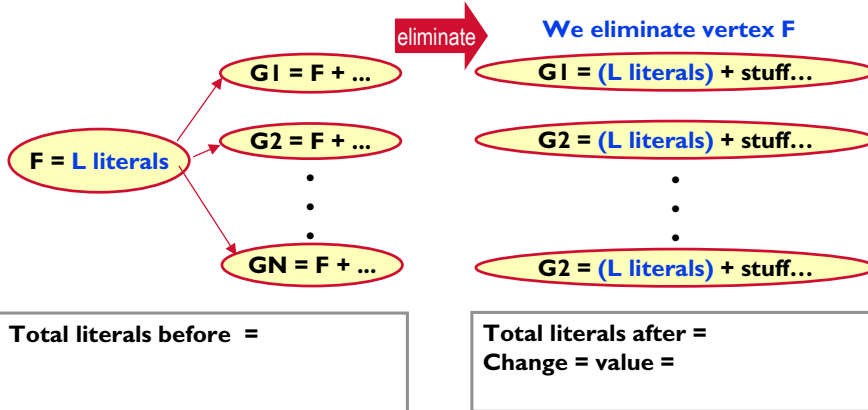 eliminate
We eliminate vertex F
G1 = F + ...
G1 = (L literals) + stuff...
G2 = F + ...
G2 = (L literals) + stuff...
F = L literals
GN = F + ...
G2 = (L literals) + stuff...
Total literals before =
Total literals after =
Change = value =